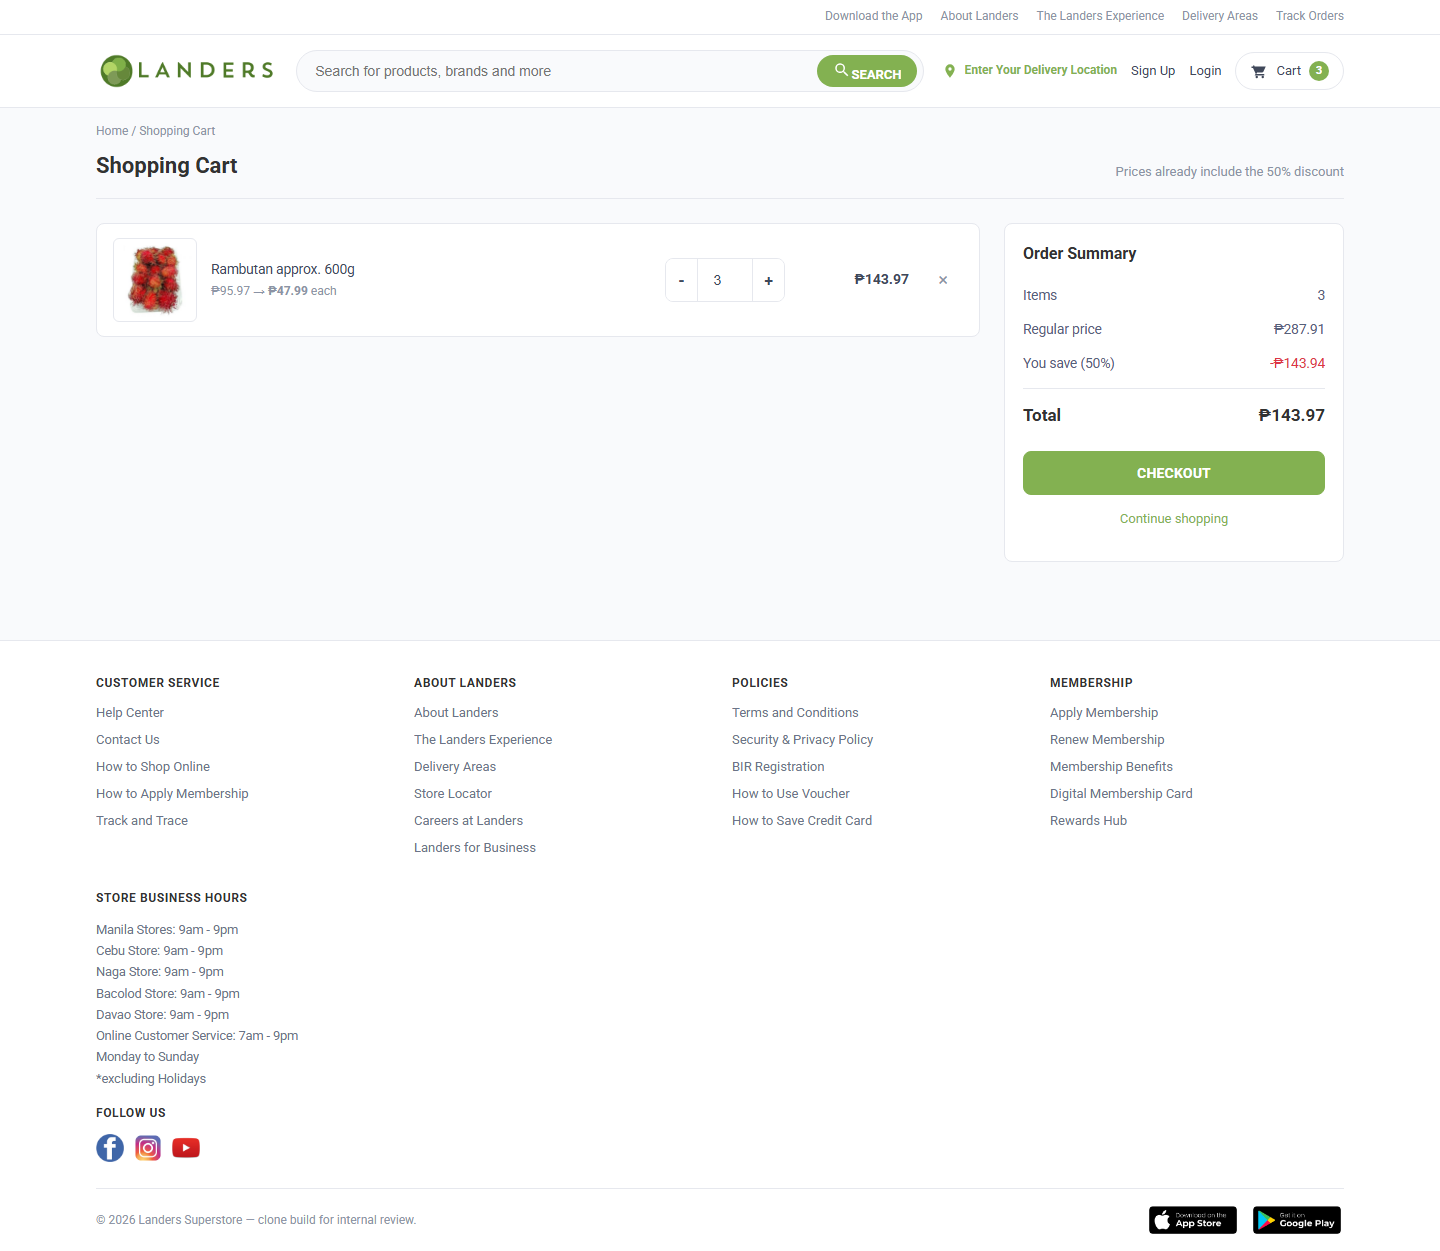 Download the App About Landers The Landers Experience Delivery Areas Track Orders
LANDERS
Search for products, brands and more
SEARCH
Enter Your Delivery Location
Sign Up
Login
Cart 3
Home / Shopping Cart
Shopping Cart
Prices already include the 50% discount
Rambutan approx. 600g
₱95.97 → ₱47.99 each
- 3 +
₱143.97 ×
Order Summary
Items 3
Regular price ₱287.91
You save (50%) -₱143.94
Total ₱143.97
CHECKOUT
Continue shopping
CUSTOMER SERVICE
Help Center
Contact Us
How to Shop Online
How to Apply Membership
Track and Trace
ABOUT LANDERS
About Landers
The Landers Experience
Delivery Areas
Store Locator
Careers at Landers
Landers for Business
POLICIES
Terms and Conditions
Security & Privacy Policy
BIR Registration
How to Use Voucher
How to Save Credit Card
MEMBERSHIP
Apply Membership
Renew Membership
Membership Benefits
Digital Membership Card
Rewards Hub
STORE BUSINESS HOURS
Manila Stores: 9am - 9pm
Cebu Store: 9am - 9pm
Naga Store: 9am - 9pm
Bacolod Store: 9am - 9pm
Davao Store: 9am - 9pm
Online Customer Service: 7am - 9pm
Monday to Sunday
*excluding Holidays
FOLLOW US
© 2026 Landers Superstore — clone build for internal review.
Download on the
App Store
Get it on
Google Play